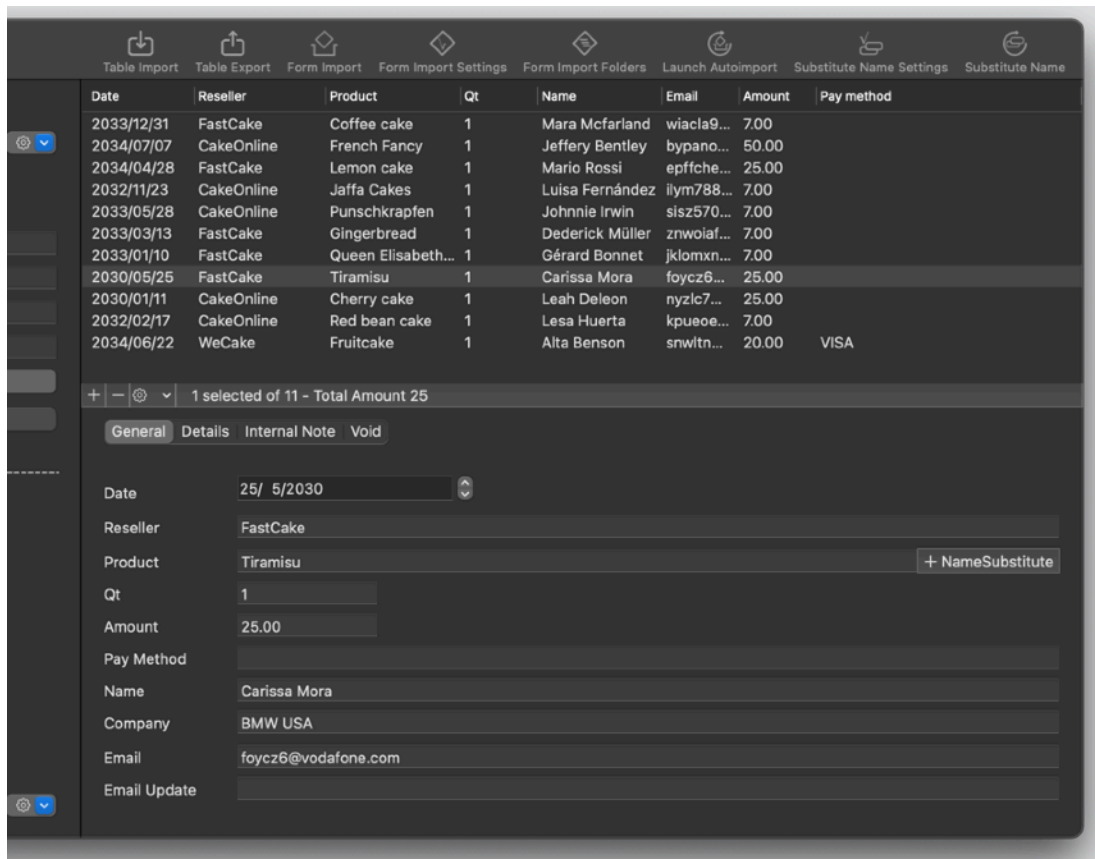 Table Import Table Export Form Import Form Import Settings Form Import Folders Launch Autoimport Substitute Name Settings Substitute Name
Date Reseller Product Qt Name Email Amount Pay method
2033/12/31 FastCake Coffee cake 1 Mara Mcfarland wiacla9... 7.00
2034/07/07 CakeOnline French Fancy 1 Jeffery Bentley bypano... 50.00
2034/04/28 FastCake Lemon cake 1 Mario Rossi epffche... 25.00
2032/11/23 CakeOnline Jaffa Cakes 1 Luisa Fernández ilym788... 7.00
2033/05/28 CakeOnline Punschkrapfen 1 Johnnie Irwin sisz570... 7.00
2033/03/13 FastCake Gingerbread 1 Dederick Müller znwoiaf... 7.00
2033/01/10 FastCake Queen Elisabeth... 1 Gérard Bonnet jklomxn... 7.00
2030/05/25 FastCake Tiramisu 1 Carissa Mora foycz6... 25.00
2030/01/11 CakeOnline Cherry cake 1 Leah Deleon nyzlc7... 25.00
2032/02/17 CakeOnline Red bean cake 1 Lesa Huerta kpueoe... 7.00
2034/06/22 WeCake Fruitcake 1 Alta Benson snwltn... 20.00 VISA
1 selected of 11 - Total Amount 25
General Details Internal Note Void
Date 25/ 5/2030
Reseller FastCake
Product Tiramisu + NameSubstitute
Qt 1
Amount 25.00
Pay Method
Name Carissa Mora
Company BMW USA
Email foycz6@vodafone.com
Email Update